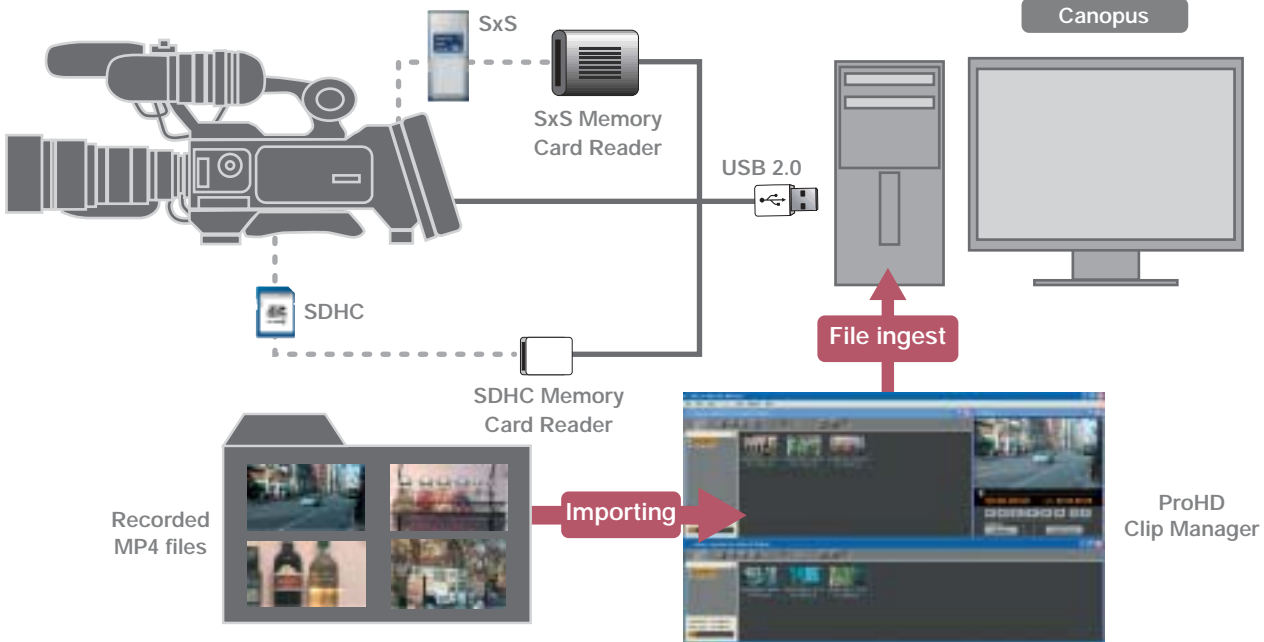 Canopus
SxS
SxS Memory
Card Reader
USB 2.0
SDHC
File ingest
SDHC Memory
Card Reader
Recorded
MP4 files
Importing
ProHD
Clip Manager